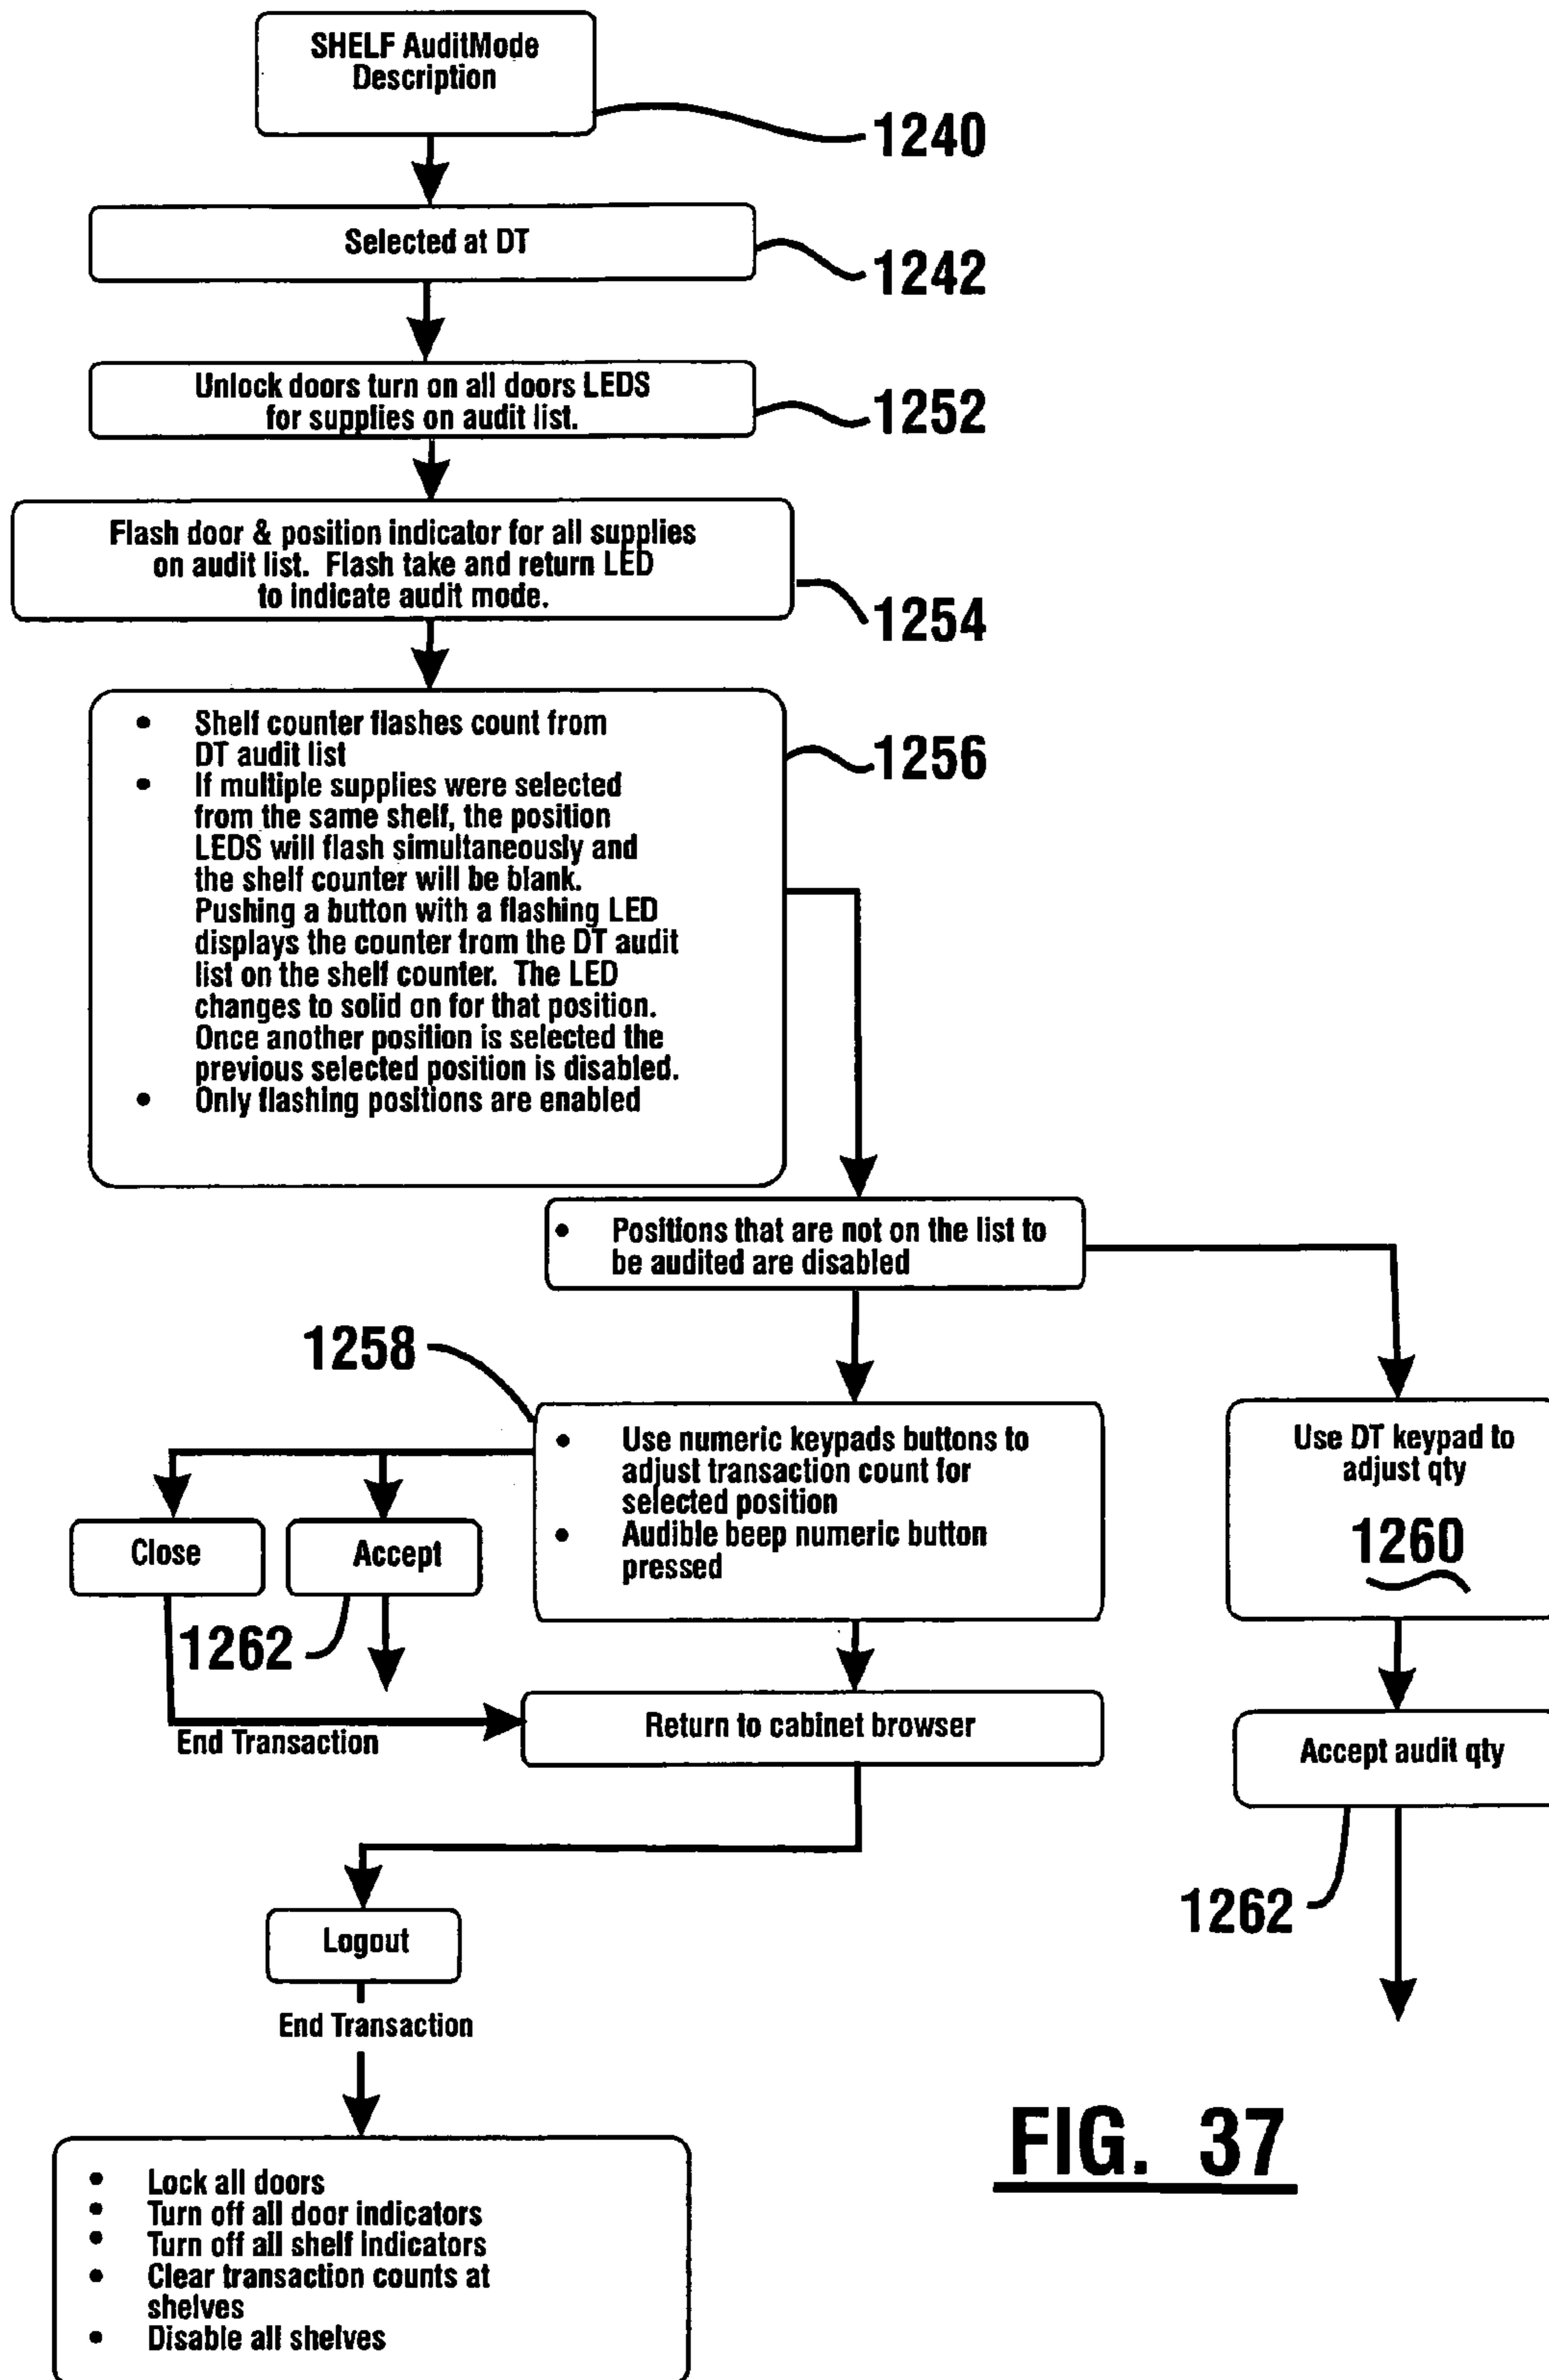 SHELF AuditMode
Description
1240
Selected at DT
1242
Unlock doors turn on all doors LEDS
for supplies on audit list.
1252
Flash door & position indicator for all supplies
on audit list. Flash take and return LED
to indicate audit mode.
1254
• Shelf counter flashes count from
DT audit list
• If multiple supplies were selected
from the same shelf, the position
LEDS will flash simultaneously and
the shelf counter will be blank.
Pushing a button with a flashing LED
displays the counter from the DT audit
list on the shelf counter. The LED
changes to solid on for that position.
Once another position is selected the
previous selected position is disabled.
• Only flashing positions are enabled
1256
• Positions that are not on the list to
be audited are disabled
1258
• Use numeric keypads buttons to
adjust transaction count for
selected position
• Audible beep numeric button
pressed
Use DT keypad to
adjust qty
1260
Close
Accept
1262
End Transaction
Return to cabinet browser
Accept audit qty
1262
Logout
End Transaction
• Lock all doors
• Turn off all door indicators
• Turn off all shelf indicators
• Clear transaction counts at
shelves
• Disable all shelves
FIG. 37